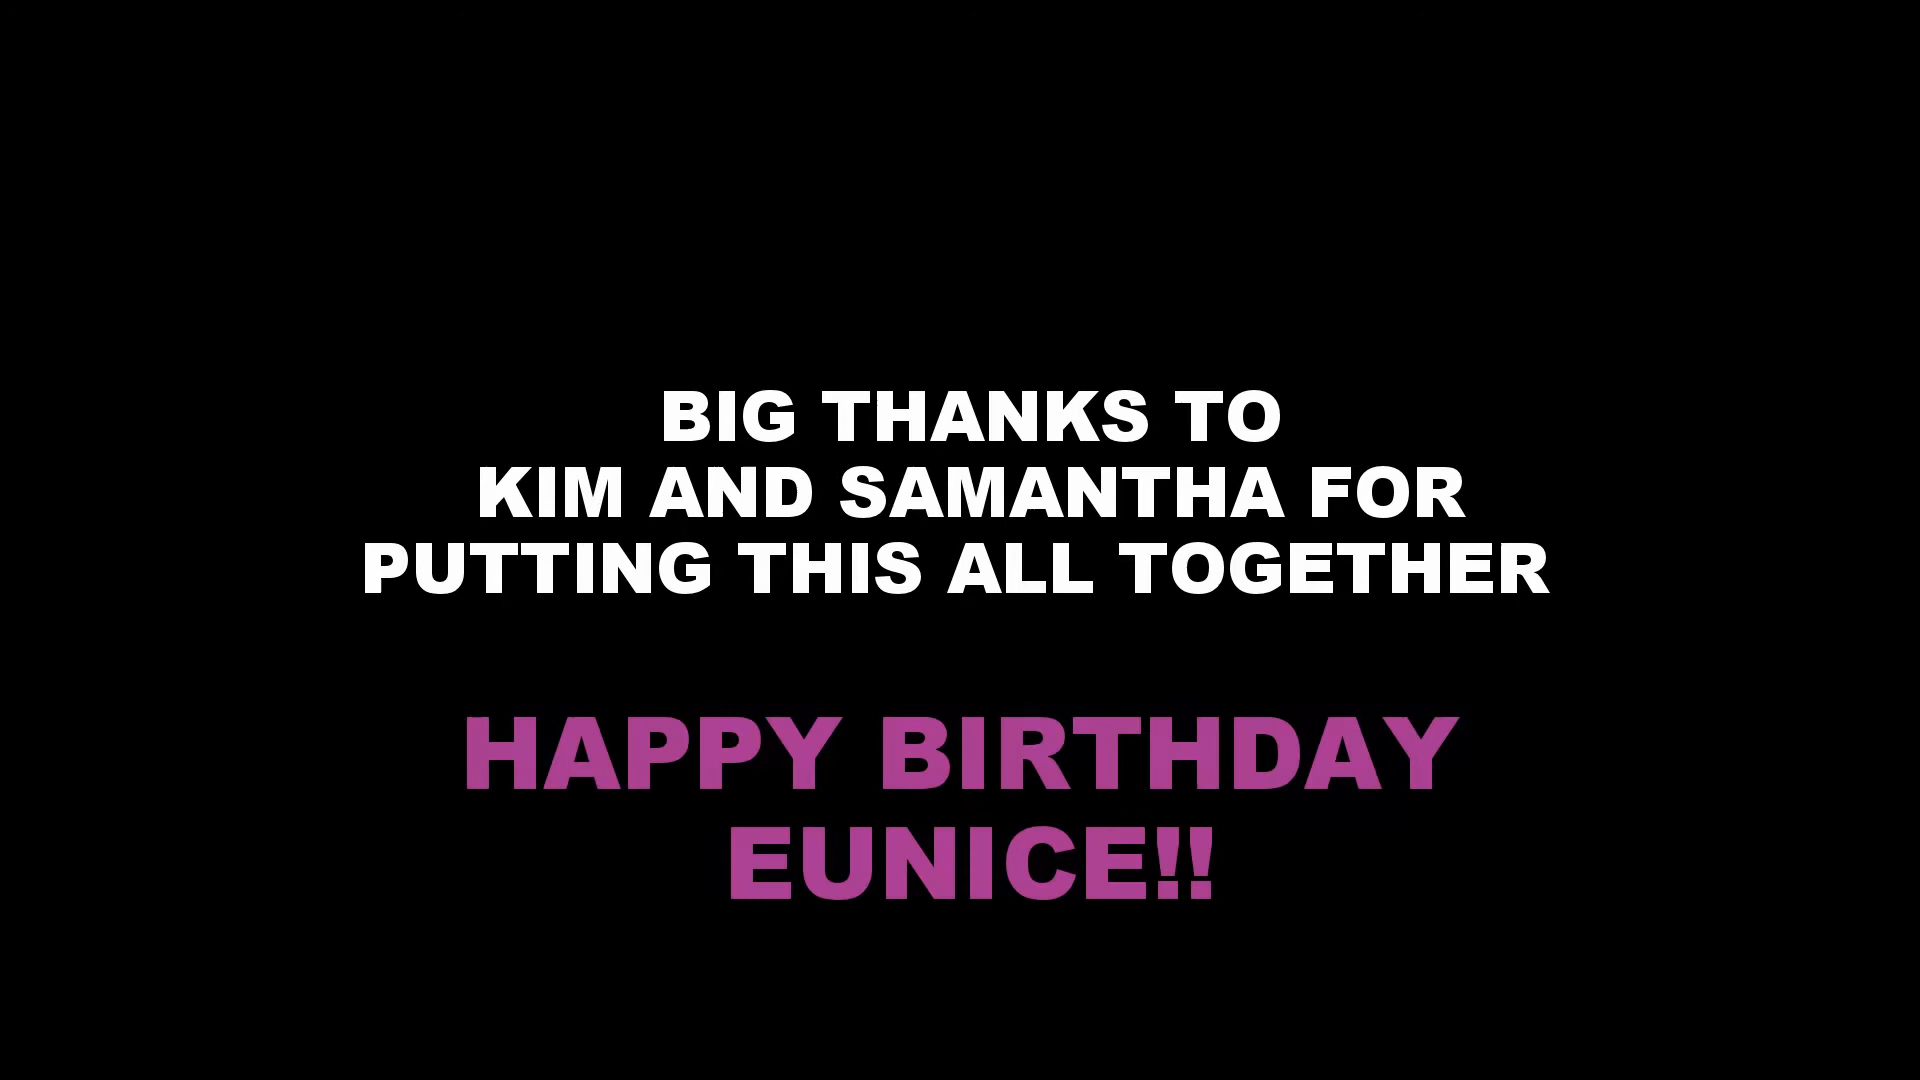 BIG THANKS TO
KIM AND SAMANTHA FOR
PUTTING THIS ALL TOGETHER
HAPPY BIRTHDAY
EUNICE!!